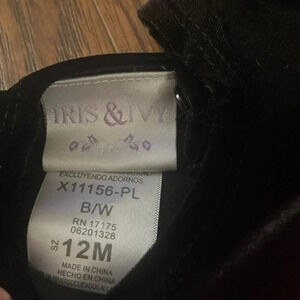 IRIS & IVY
EXCLUYENDO ADORNOS
X11156-PL
B/W
RN 17175
06201328
SZ 12M
MADE IN CHINA
HECHO EN CHINA